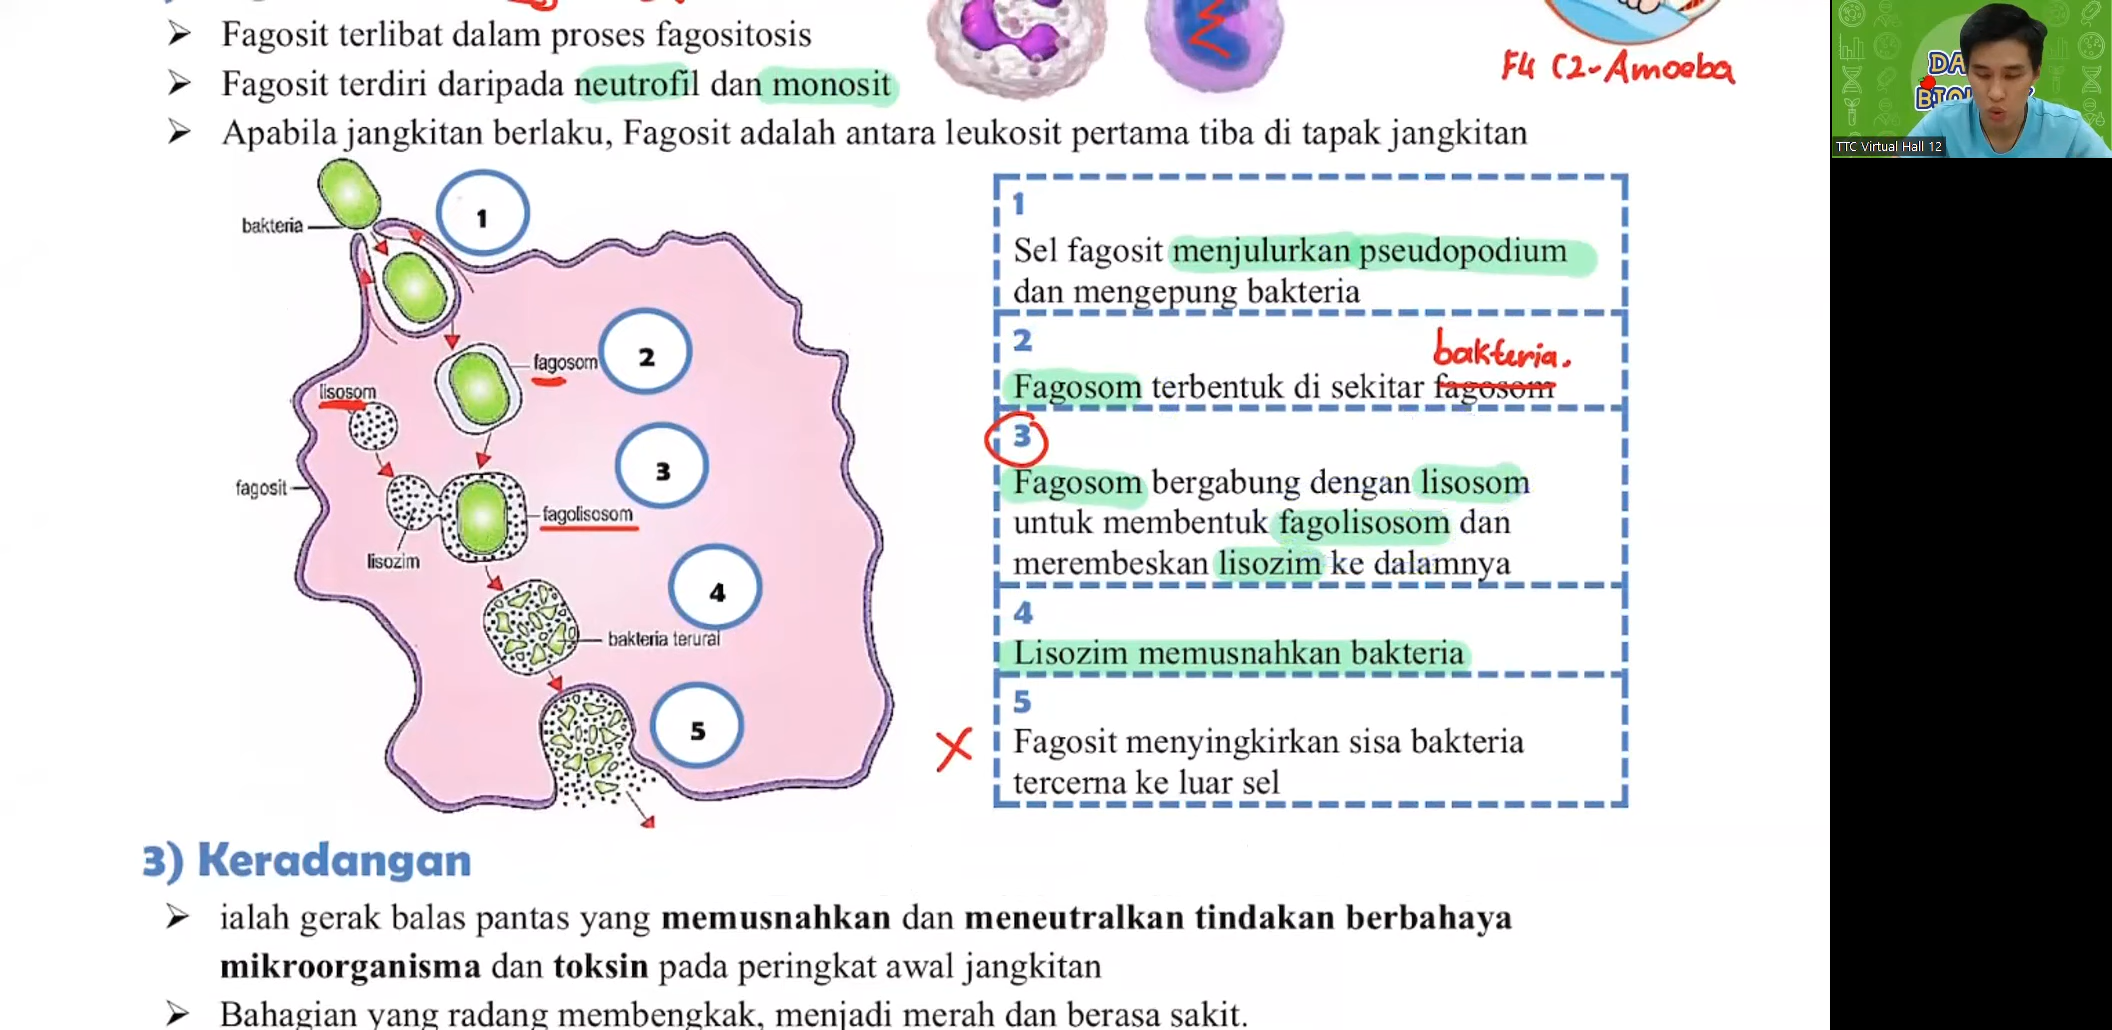 Fagosit terlibat dalam proses fagositosis
Fagosit terdiri daripada neutrofil dan monosit
F4 C2-Amoeba
Apabila jangkitan berlaku, Fagosit adalah antara leukosit pertama tiba di tapak jangkitan
TTC Virtual Hall 12
bakteria
1
fagosom
2
lisosom
3
fagosit
fagolisosom
lisozim
4
bakteria terurai
5
1
Sel fagosit menjulurkan pseudopodium
dan mengepung bakteria
2
bakteria.
Fagosom terbentuk di sekitar fagosom
3
Fagosom bergabung dengan lisosom
untuk membentuk fagolisosom dan
merembeskan lisozim ke dalamnya
4
Lisozim memusnahkan bakteria
5
Fagosit menyingkirkan sisa bakteria
tercerna ke luar sel
3) Keradangan
ialah gerak balas pantas yang memusnahkan dan meneutralkan tindakan berbahaya
mikroorganisma dan toksin pada peringkat awal jangkitan
Bahagian yang radang membengkak, menjadi merah dan berasa sakit.